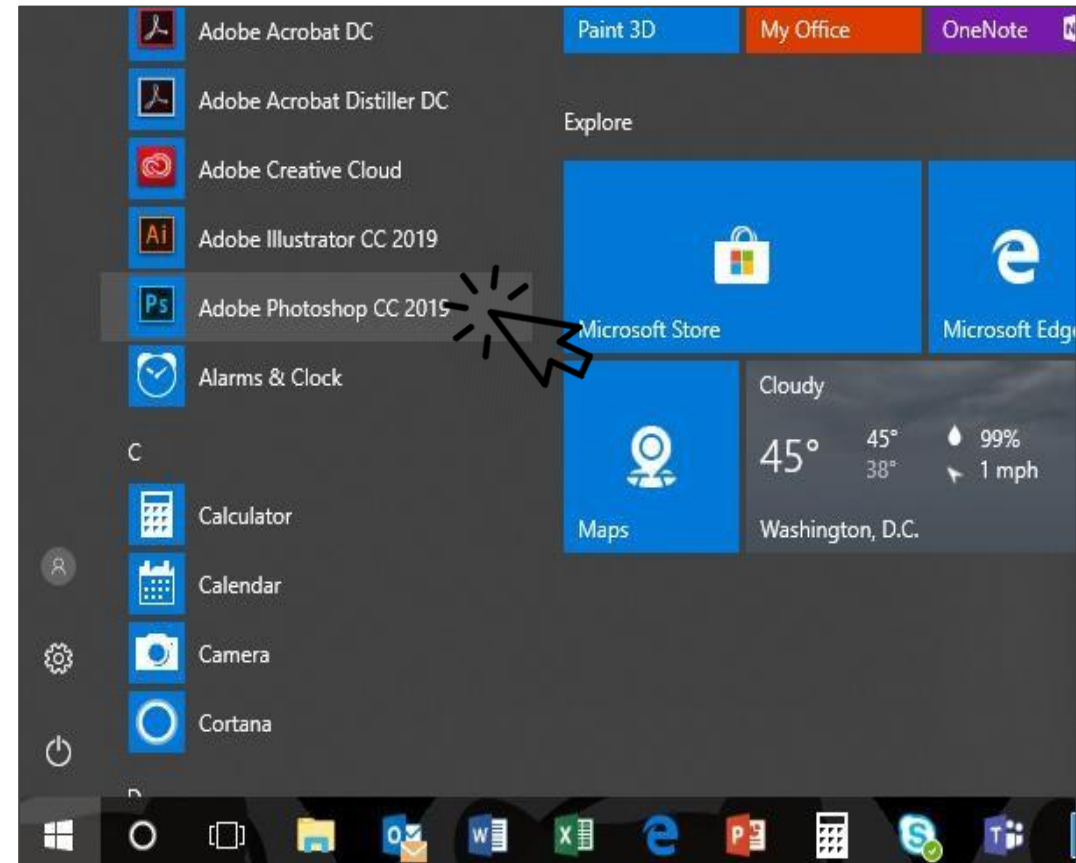 Adobe Acrobat DC
Adobe Acrobat Distiller DC
Adobe Creative Cloud
Ai
Adobe Illustrator CC 2019
Ps
Adobe Photoshop CC 2019
Alarms & Clock
C
Calculator
Calendar
Camera
Cortana
Paint 3D
My Office
OneNote
Explore
Microsoft Store
Microsoft Edge
Maps
Cloudy
45°
45°
38°
99%
1 mph
Washington, D.C.